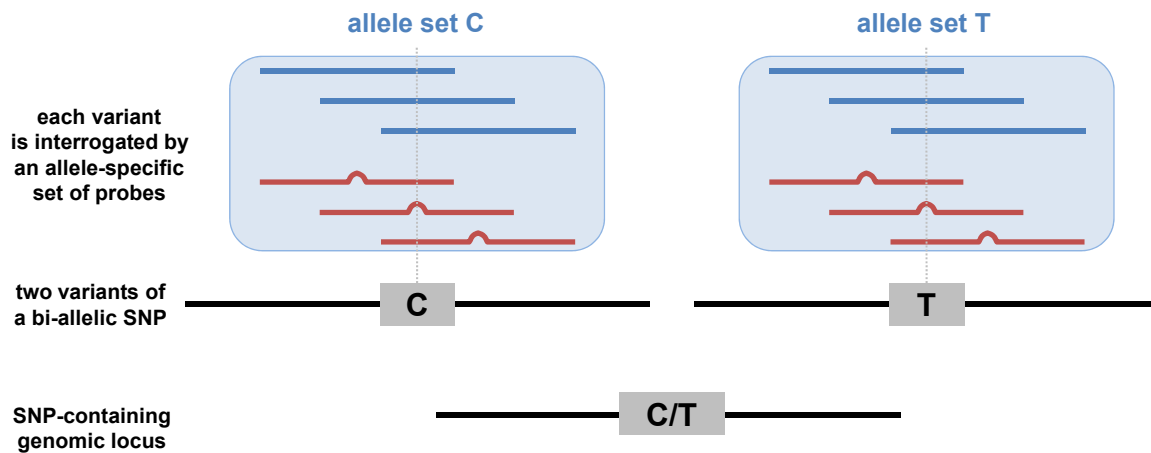 allele set C
allele set T
each variant
is interrogated by
an allele-specific
set of probes
two variants of
a bi-allelic SNP
C
T
SNP-containing
genomic locus
C/T